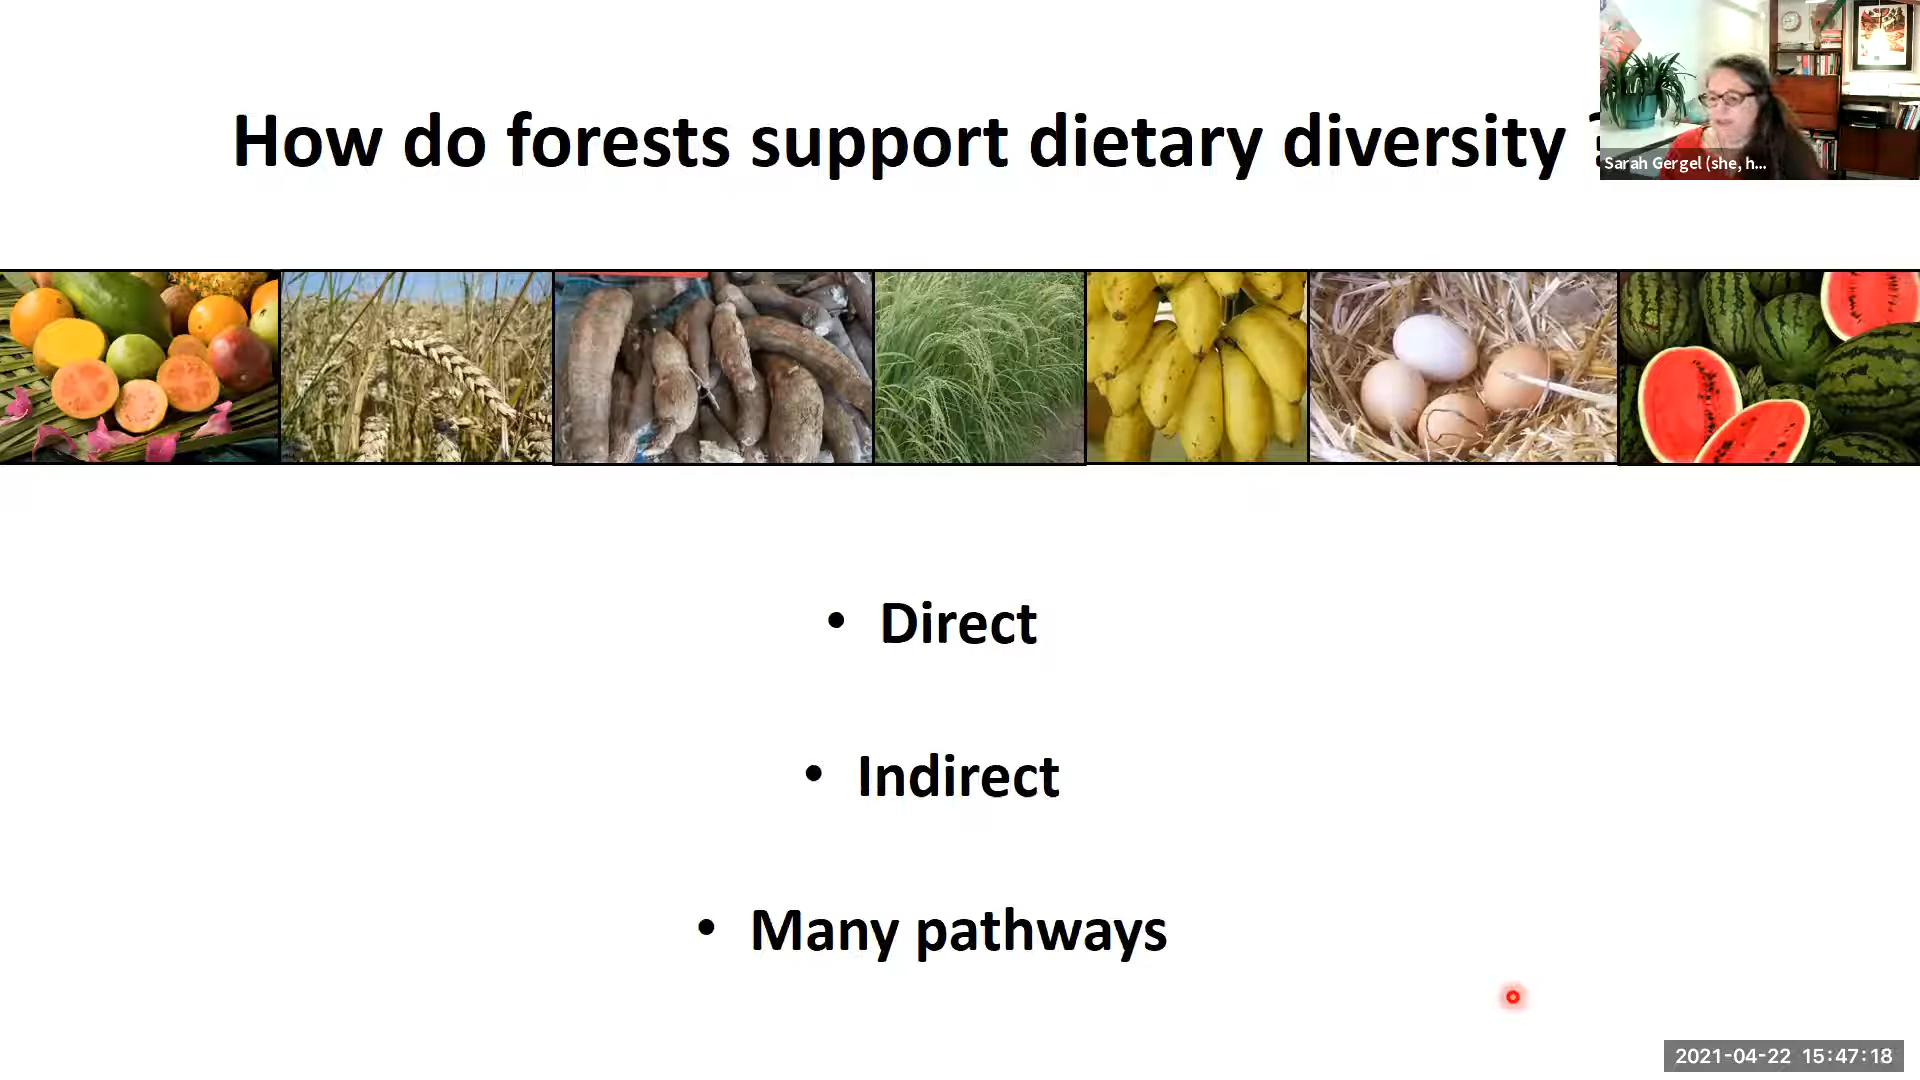 How do forests support dietary diversity ?
Sarah Gergel (she, h...
• Direct
• Indirect
• Many pathways
2021-04-22 15:47:18